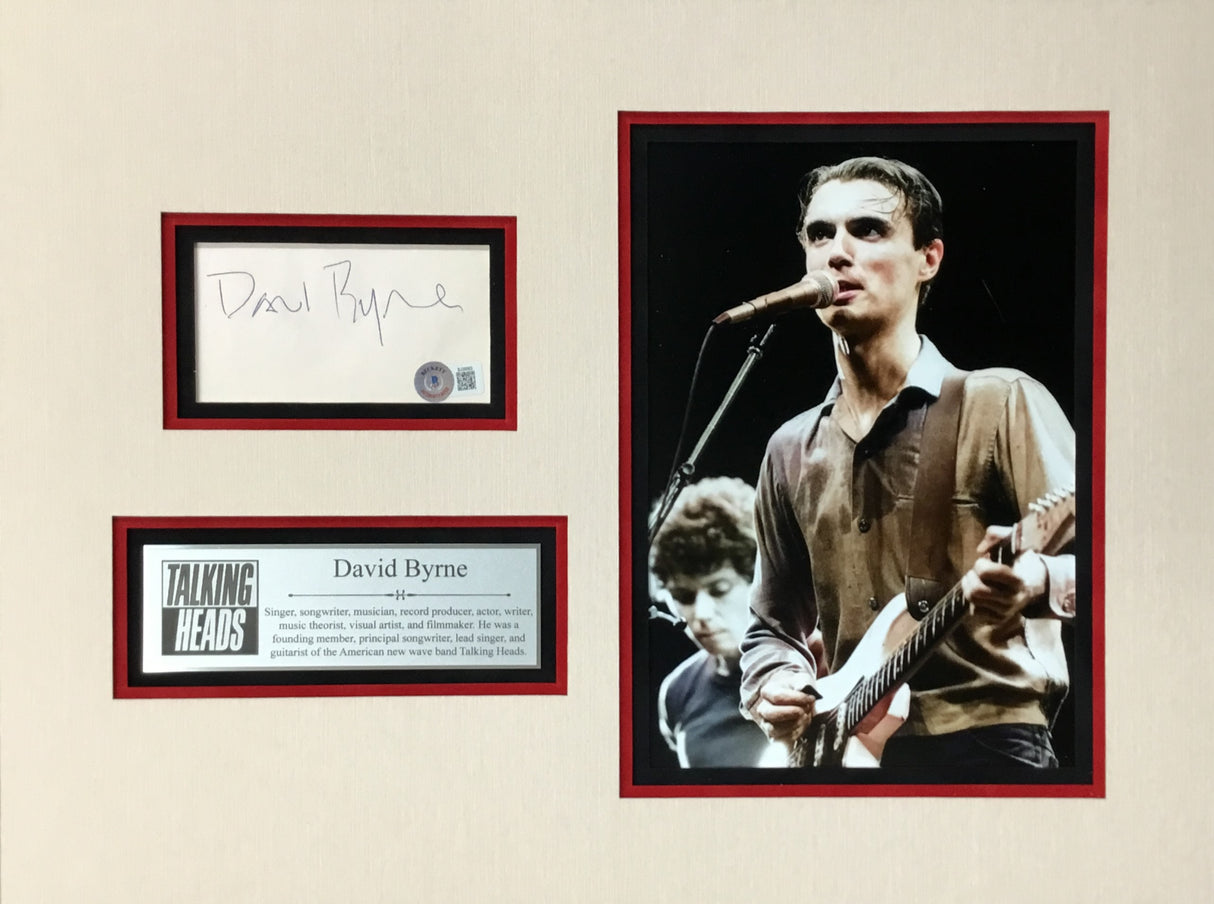 David Byrne
BECKETT
TALKING
HEADS
David Byrne
Singer, songwriter, musician, record producer, actor, writer,
music theorist, visual artist, and filmmaker. He was a
founding member, principal songwriter, lead singer, and
guitarist of the American new wave band Talking Heads.